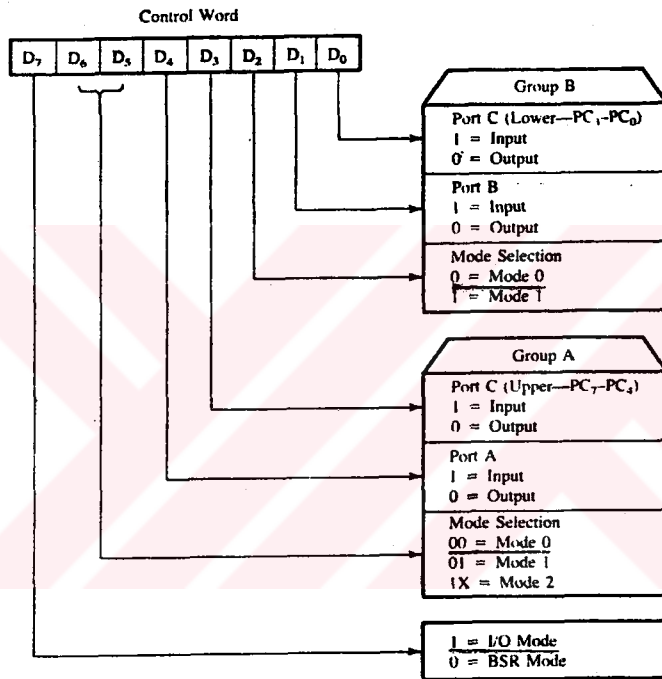 Control Word
D₇ D₆ D₅ D₄ D₃ D₂ D₁ D₀
Group B
Port C (Lower—PC₁-PC₀)
1 = Input
0 = Output
Port B
1 = Input
0 = Output
Mode Selection
0 = Mode 0
1 = Mode 1
Group A
Port C (Upper—PC₇-PC₄)
1 = Input
0 = Output
Port A
1 = Input
0 = Output
Mode Selection
00 = Mode 0
01 = Mode 1
1X = Mode 2
1 = I/O Mode
0 = BSR Mode